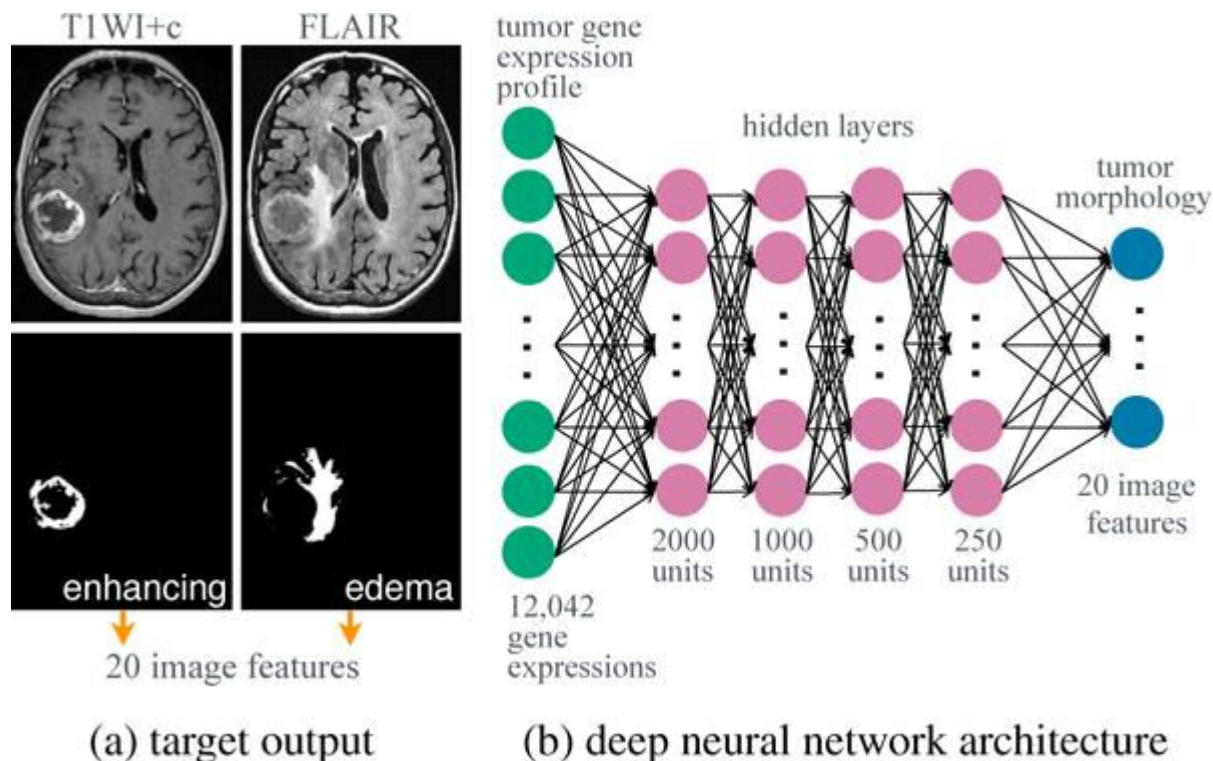 T1WI+c
FLAIR
enhancing
edema
20 image features
(a) target output
tumor gene
expression
profile
hidden layers
tumor
morphology
2000
units
1000
units
500
units
250
units
20 image
features
12,042
gene
expressions
(b) deep neural network architecture